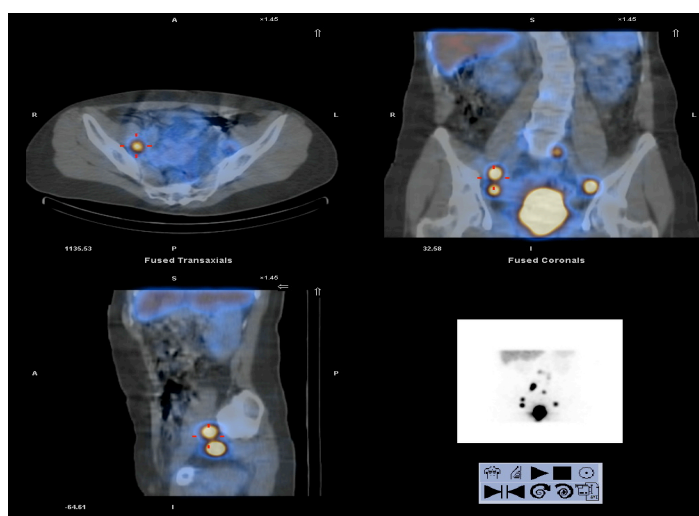 A ×1.45
R L
1135.53 P
Fused Transaxials
S ×1.45
R L
32.58 I
Fused Coronals
S ×1.45
A P
-64.61 I